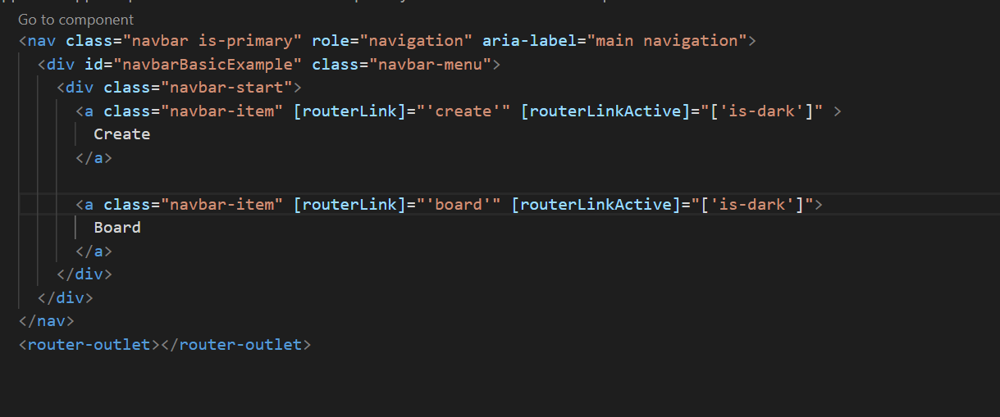 Go to component
<nav class="navbar is-primary" role="navigation" aria-label="main navigation">
<div id="navbarBasicExample" class="navbar-menu">
<div class="navbar-start">
<a class="navbar-item" [routerLink]="'create'" [routerLinkActive]="['is-dark']" >
Create
</a>
<a class="navbar-item" [routerLink]="'board'" [routerLinkActive]="['is-dark']">
Board
</a>
</div>
</div>
</nav>
<router-outlet></router-outlet>